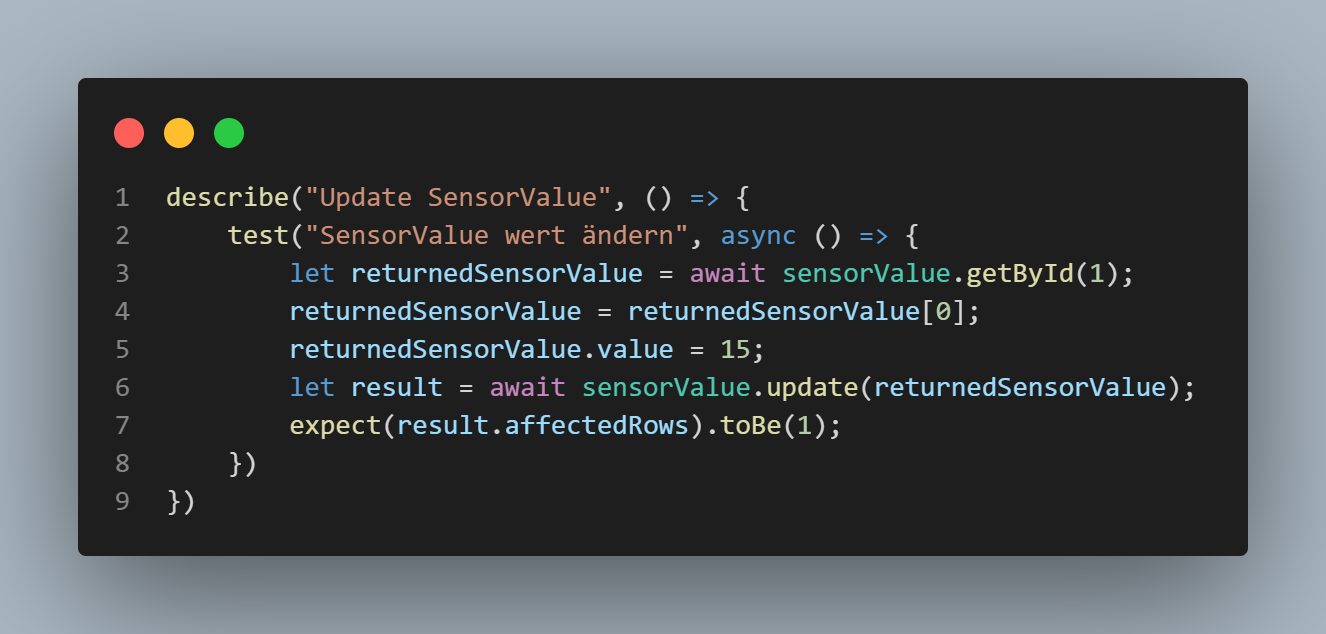 1 describe("Update SensorValue", () => {
2 test("SensorValue wert ändern", async () => {
3 let returnedSensorValue = await sensorValue.getById(1);
4 returnedSensorValue = returnedSensorValue[0];
5 returnedSensorValue.value = 15;
6 let result = await sensorValue.update(returnedSensorValue);
7 expect(result.affectedRows).toBe(1);
8 })
9 })